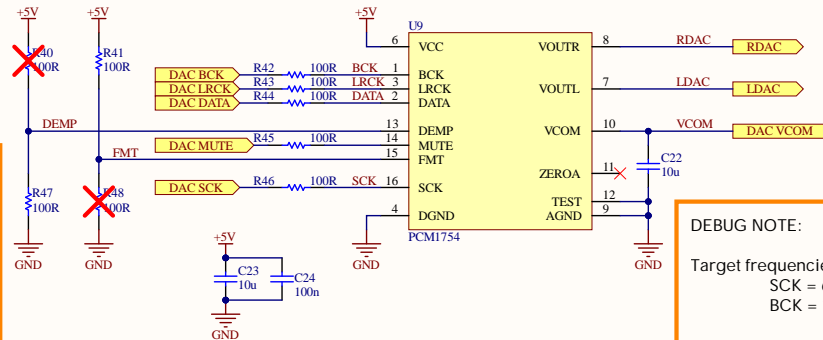 +5V
+5V
+5V
U9
R40
100R
R41
100R
6 VCC
VOUTR 8
RDAC
RDAC
DAC BCK
R42
100R
BCK
1 BCK
DAC LRCK
R43
100R
LRCK
3 LRCK
VOUTL 7
LDAC
LDAC
DAC DATA
R44
100R
DATA
2 DATA
DEMP
13 DEMP
VCOM 10
VCOM
DAC VCOM
DAC MUTE
R45
100R
14 MUTE
FMT
15 FMT
C22
10u
ZEROA 11
DAC SCK
R46
100R
SCK
16 SCK
R47
100R
R48
100R
TEST 12
4 DGND
AGND 9
PCM1754
GND
GND
GND
GND
+5V
C23
10u
C24
100n
GND
DEBUG NOTE:
Target
SCK =
BCK =